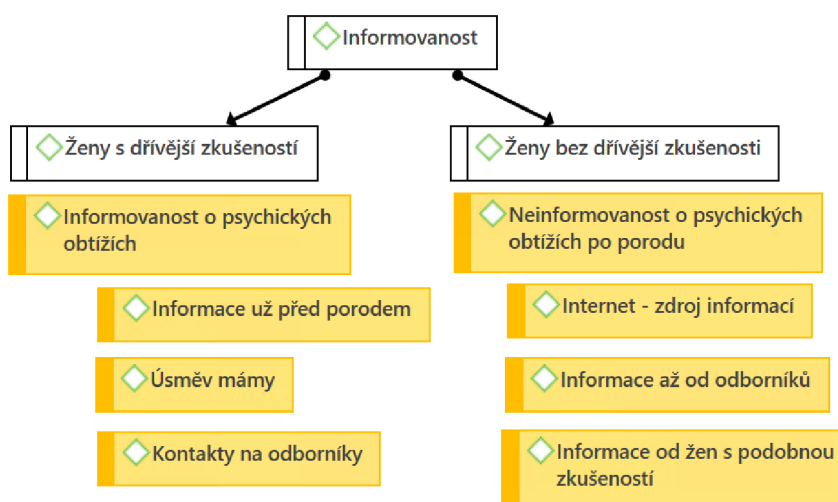 Informovanost
Ženy s dřívější zkušeností
Informovanost o psychických
obtížích
Informace už před porodem
Úsměv mámy
Kontakty na odborníky
Ženy bez dřívější zkušenosti
Neinformovanost o psychických
obtížích po porodu
Internet - zdroj informací
Informace až od odborníků
Informace od žen s podobnou
zkušeností